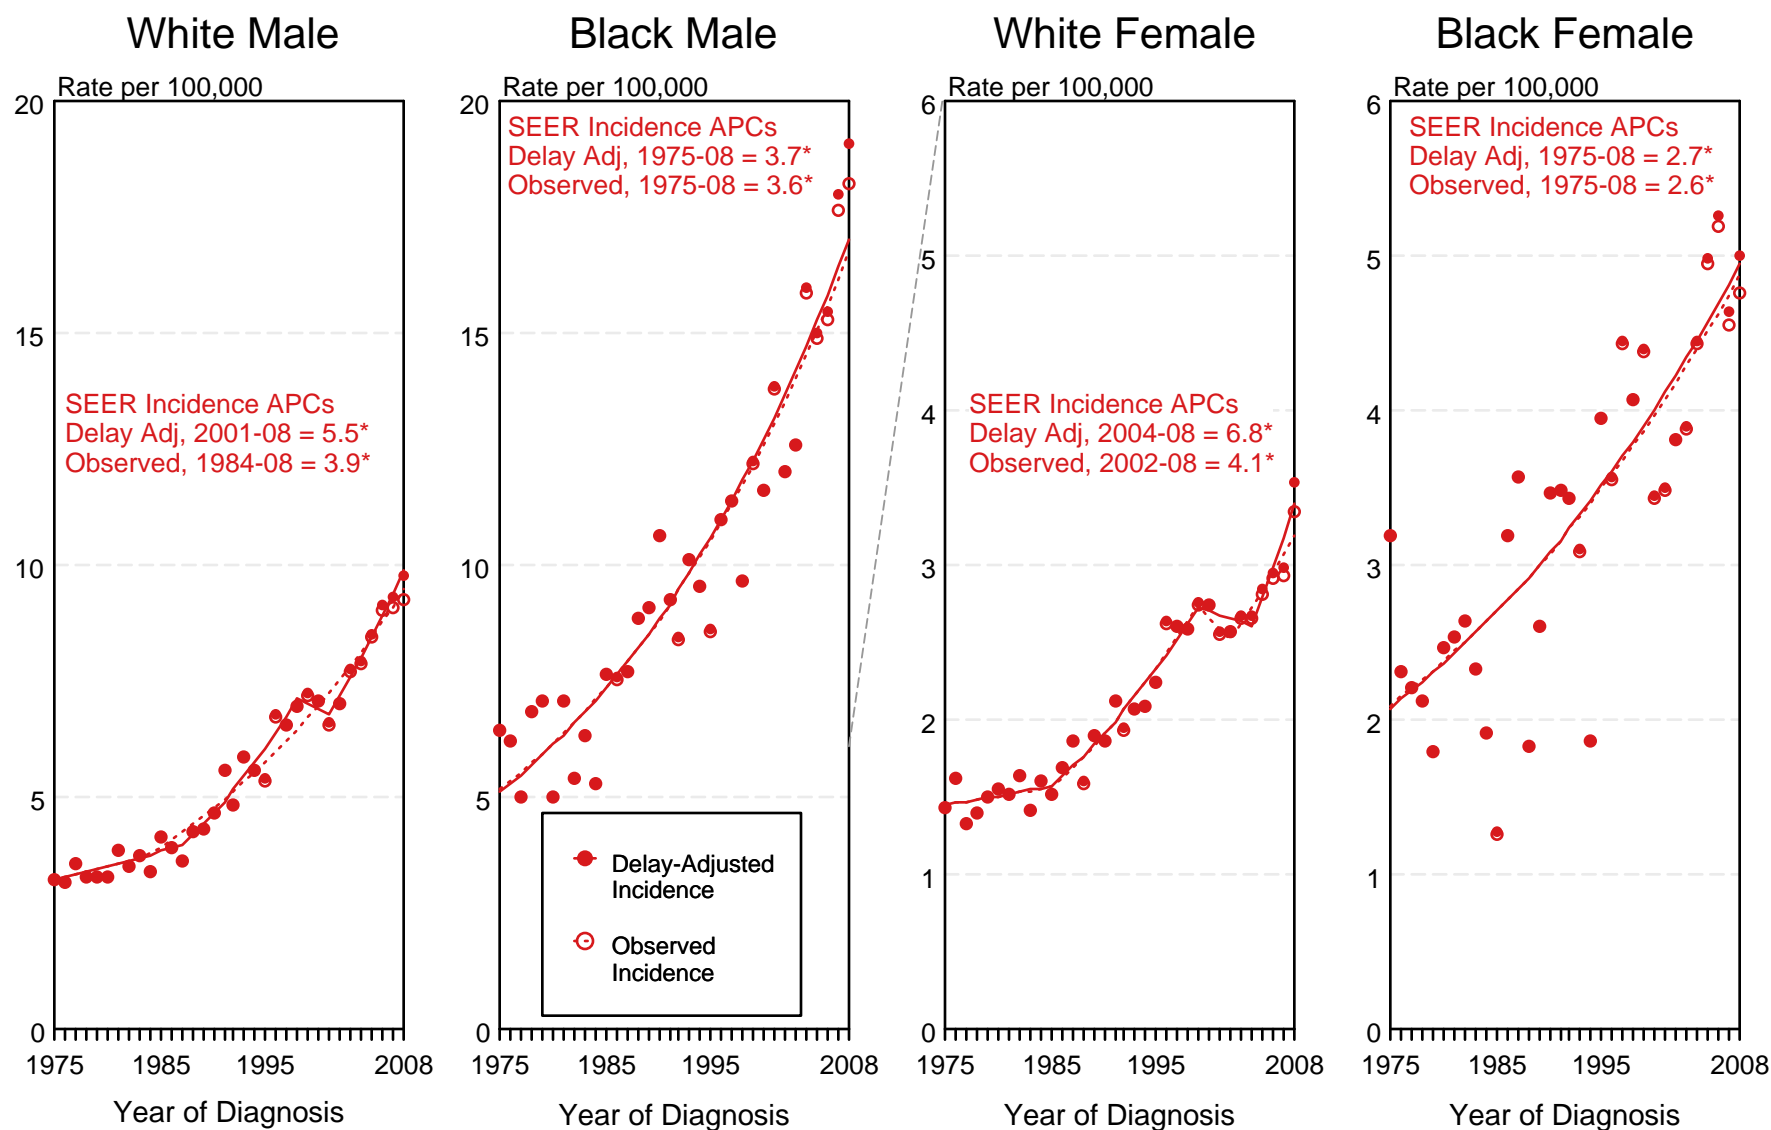 White Male
Rate per 100,000
20
15
10
5
0
SEER Incidence APCs
Delay Adj, 2001-08 = 5.5*
Observed, 1984-08 = 3.9*
1975 1985 1995 2008
Year of Diagnosis
Black Male
Rate per 100,000
20
15
10
5
0
SEER Incidence APCs
Delay Adj, 1975-08 = 3.7*
Observed, 1975-08 = 3.6*
Delay-Adjusted
Incidence
Observed
Incidence
1975 1985 1995 2008
Year of Diagnosis
White Female
Rate per 100,000
6
5
4
3
2
1
0
SEER Incidence APCs
Delay Adj, 2004-08 = 6.8*
Observed, 2002-08 = 4.1*
1975 1985 1995 2008
Year of Diagnosis
Black Female
Rate per 100,000
6
5
4
3
2
1
0
SEER Incidence APCs
Delay Adj, 1975-08 = 2.7*
Observed, 1975-08 = 2.6*
1975 1985 1995 2008
Year of Diagnosis